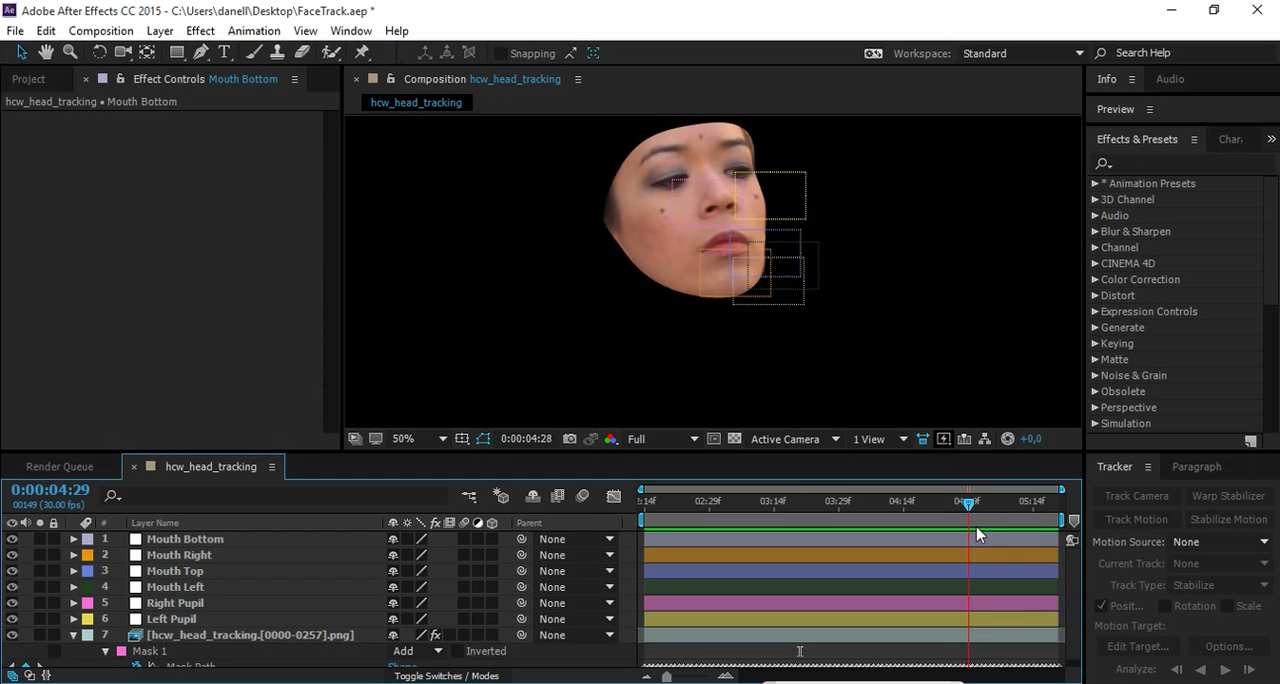 Adobe After Effects CC 2015 - C:\Users\danell\Desktop\FaceTrack.aep *
File Edit Composition Layer Effect Animation View Window Help
Snapping
Workspace: Standard
Search Help
Project
Effect Controls Mouth Bottom
hcw_head_tracking • Mouth Bottom
Composition hcw_head_tracking
hcw_head_tracking
Info
Audio
Preview
Effects & Presets
Char
* Animation Presets
3D Channel
Audio
Blur & Sharpen
Channel
CINEMA 4D
Color Correction
Distort
Expression Controls
Generate
Keying
Matte
Noise & Grain
Obsolete
Perspective
Simulation
50%
0:00:04:28
Full
Active Camera
1 View
+0,0
Render Queue
hcw_head_tracking
0:00:04:29
00149 (30.00 fps)
# Layer Name
Parent
1 Mouth Bottom None
2 Mouth Right None
3 Mouth Top None
4 Mouth Left None
5 Right Pupil None
6 Left Pupil None
7 [hcw_head_tracking.[0000-0257].png] None
Mask 1 Add Inverted
Mask Path Shape
Toggle Switches / Modes
2:14f 02:29f 03:14f 03:29f 04:14f 05:14f
Tracker
Paragraph
Track Camera Warp Stabilizer
Track Motion Stabilize Motion
Motion Source: None
Current Track: None
Track Type: Stabilize
Posit... Rotation Scale
Motion Target:
Edit Target... Options...
Analyze: